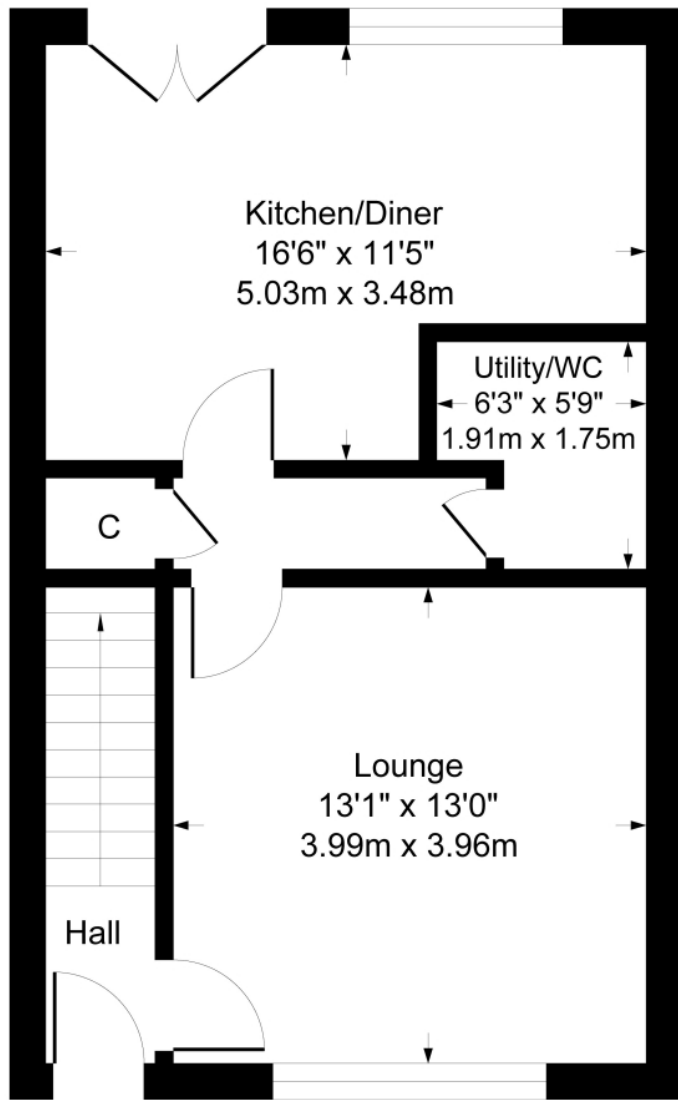 Kitchen/Diner
16'6" x 11'5"
5.03m x 3.48m
Utility/WC
6'3" x 5'9"
1.91m x 1.75m
C
Lounge
13'1" x 13'0"
3.99m x 3.96m
Hall